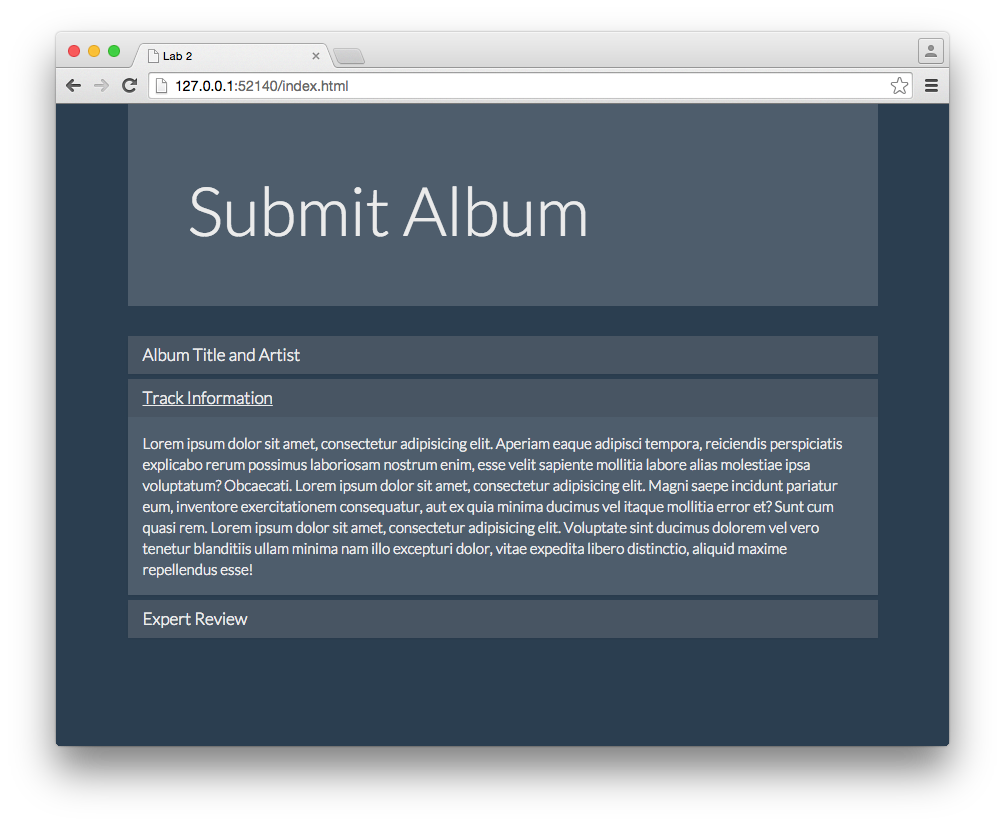 Lab 2
127.0.0.1:52140/index.html
Submit Album
Album Title and Artist
Track Information
Lorem ipsum dolor sit amet, consectetur adipisicing elit. Aperiam eaque adipisci tempora, reiciendis perspiciatis
explicabo rerum possimus laboriosam nostrum enim, esse velit sapiente mollitia labore alias molestiae ipsa
voluptatum? Obcaecati. Lorem ipsum dolor sit amet, consectetur adipisicing elit. Magni saepe incidunt pariatur
eum, inventore exercitationem consequatur, aut ex quia minima ducimus vel itaque mollitia error et? Sunt cum
quasi rem. Lorem ipsum dolor sit amet, consectetur adipisicing elit. Voluptate sint ducimus dolorem vel vero
tenetur blanditiis ullam minima nam illo excepturi dolor, vitae expedita libero distinctio, aliquid maxime
repellendus esse!
Expert Review